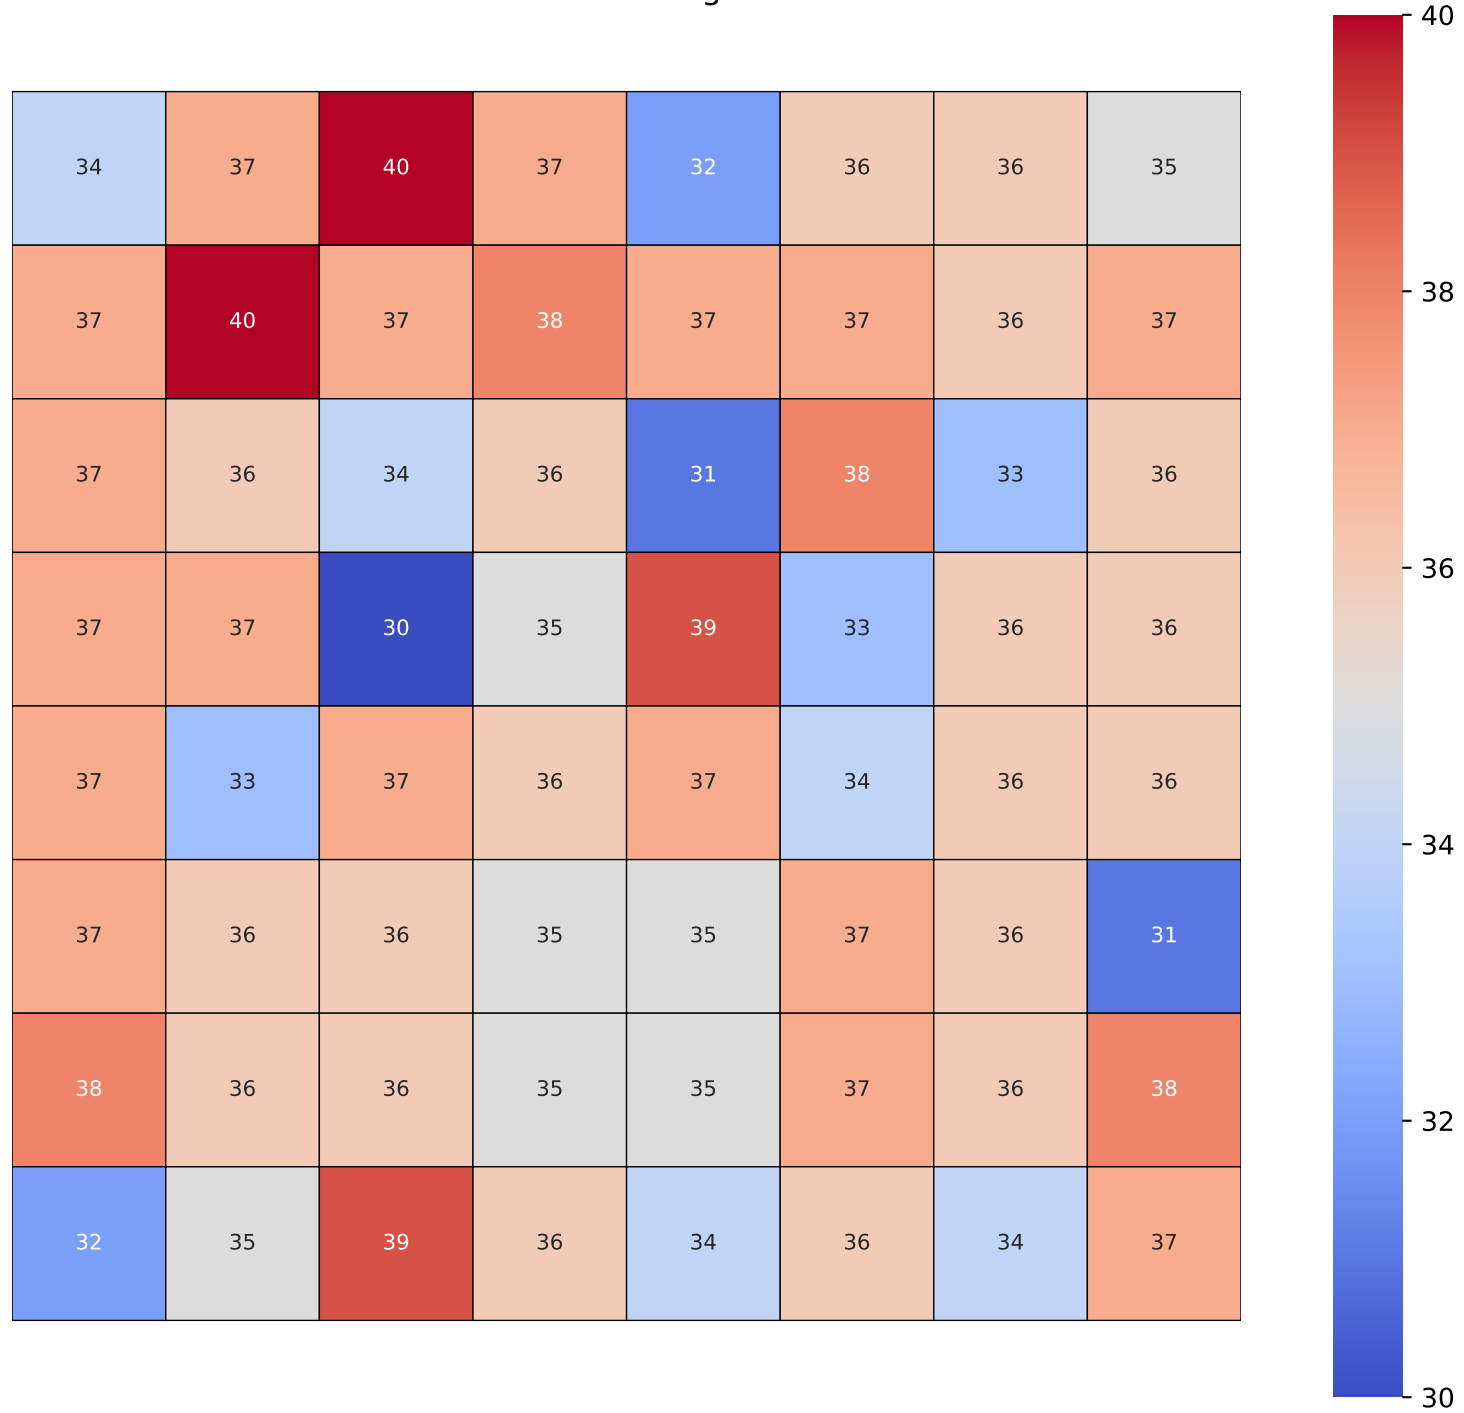 34 37 40 37 32 36 36 35
37 40 37 38 37 37 36 37
37 36 34 36 31 38 33 36
37 37 30 35 39 33 36 36
37 33 37 36 37 34 36 36
37 36 36 35 35 37 36 31
38 36 36 35 35 37 36 38
32 35 39 36 34 36 34 37
40
38
36
34
32
30